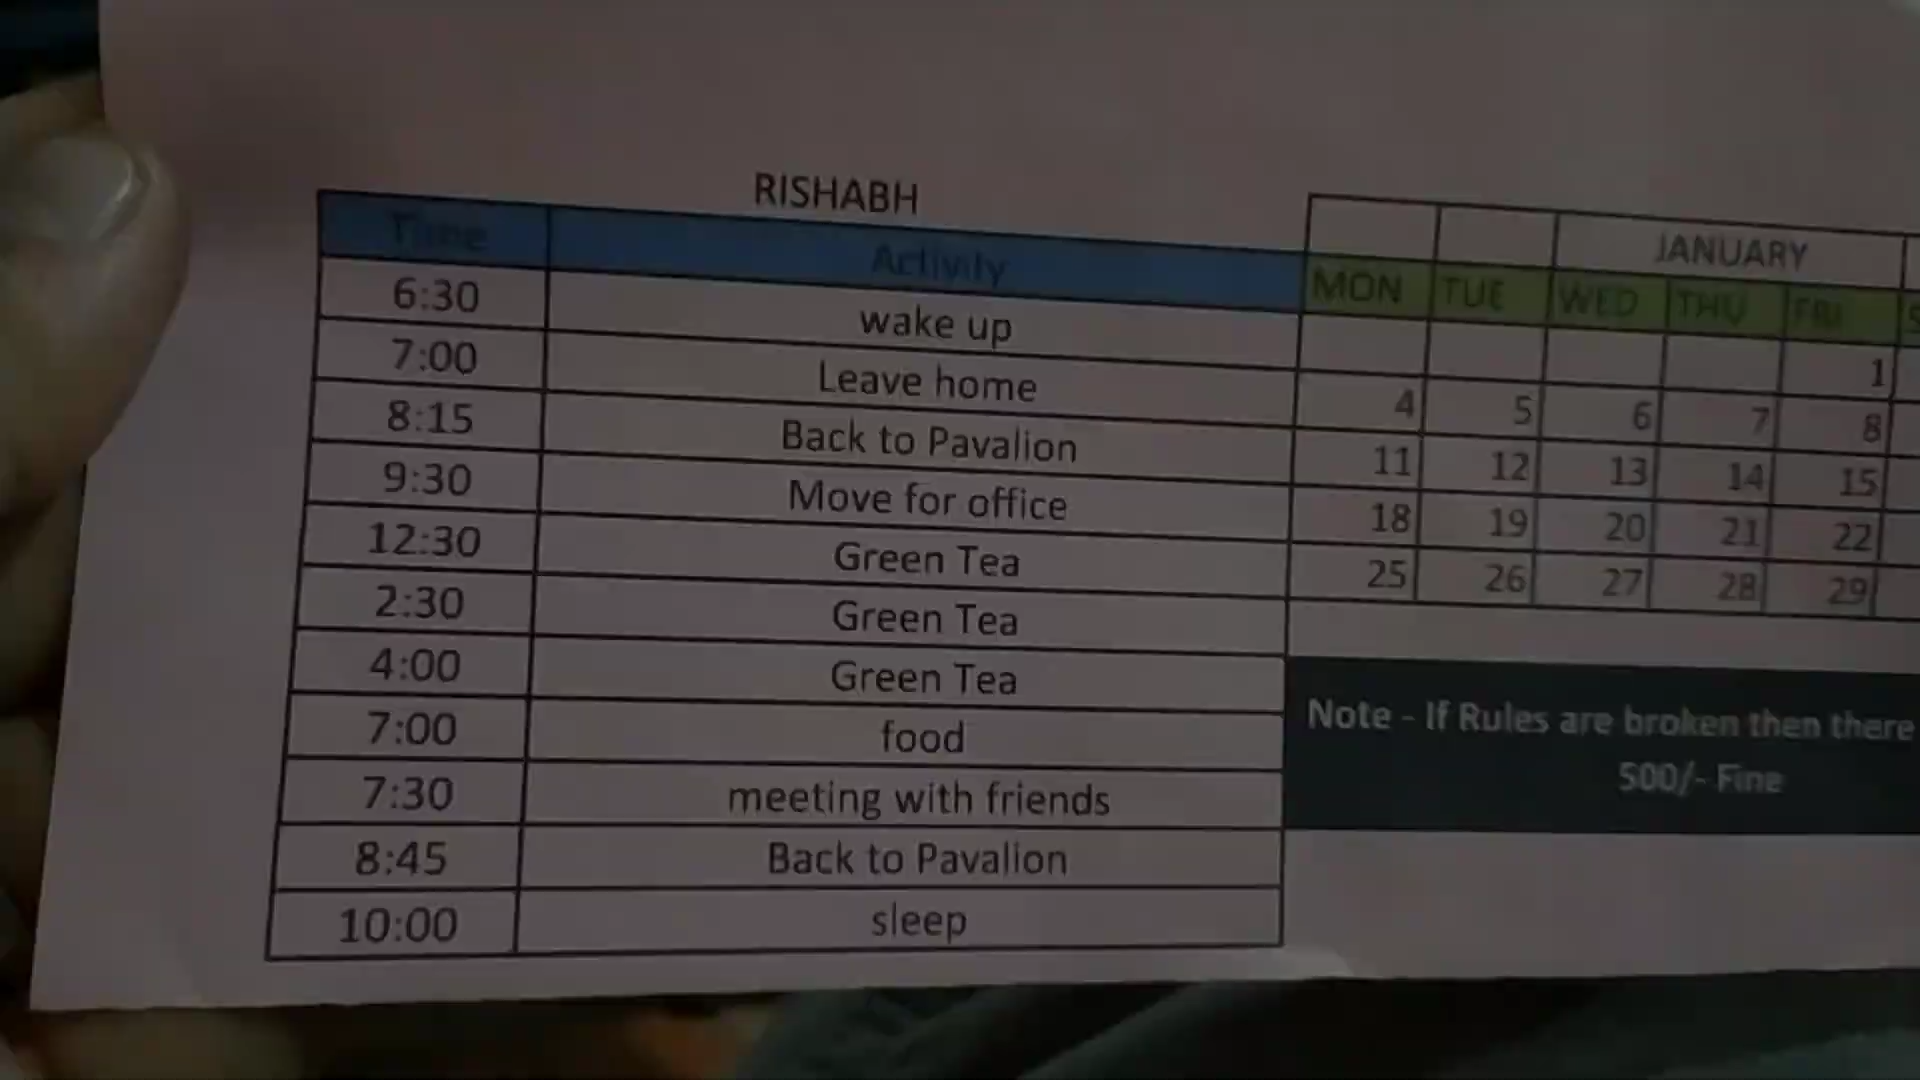 RISHABH
Time Activity
6:30 wake up
7:00 Leave home
8:15 Back to Pavalion
9:30 Move for office
12:30 Green Tea
2:30 Green Tea
4:00 Green Tea
7:00 food
7:30 meeting with friends
8:45 Back to Pavalion
10:00 sleep
JANUARY
MON TUE WED THU FRI S
1
4 5 6 7 8
11 12 13 14 15
18 19 20 21 22
25 26 27 28 29
Note - If Rules are broken then there
500/- Fine